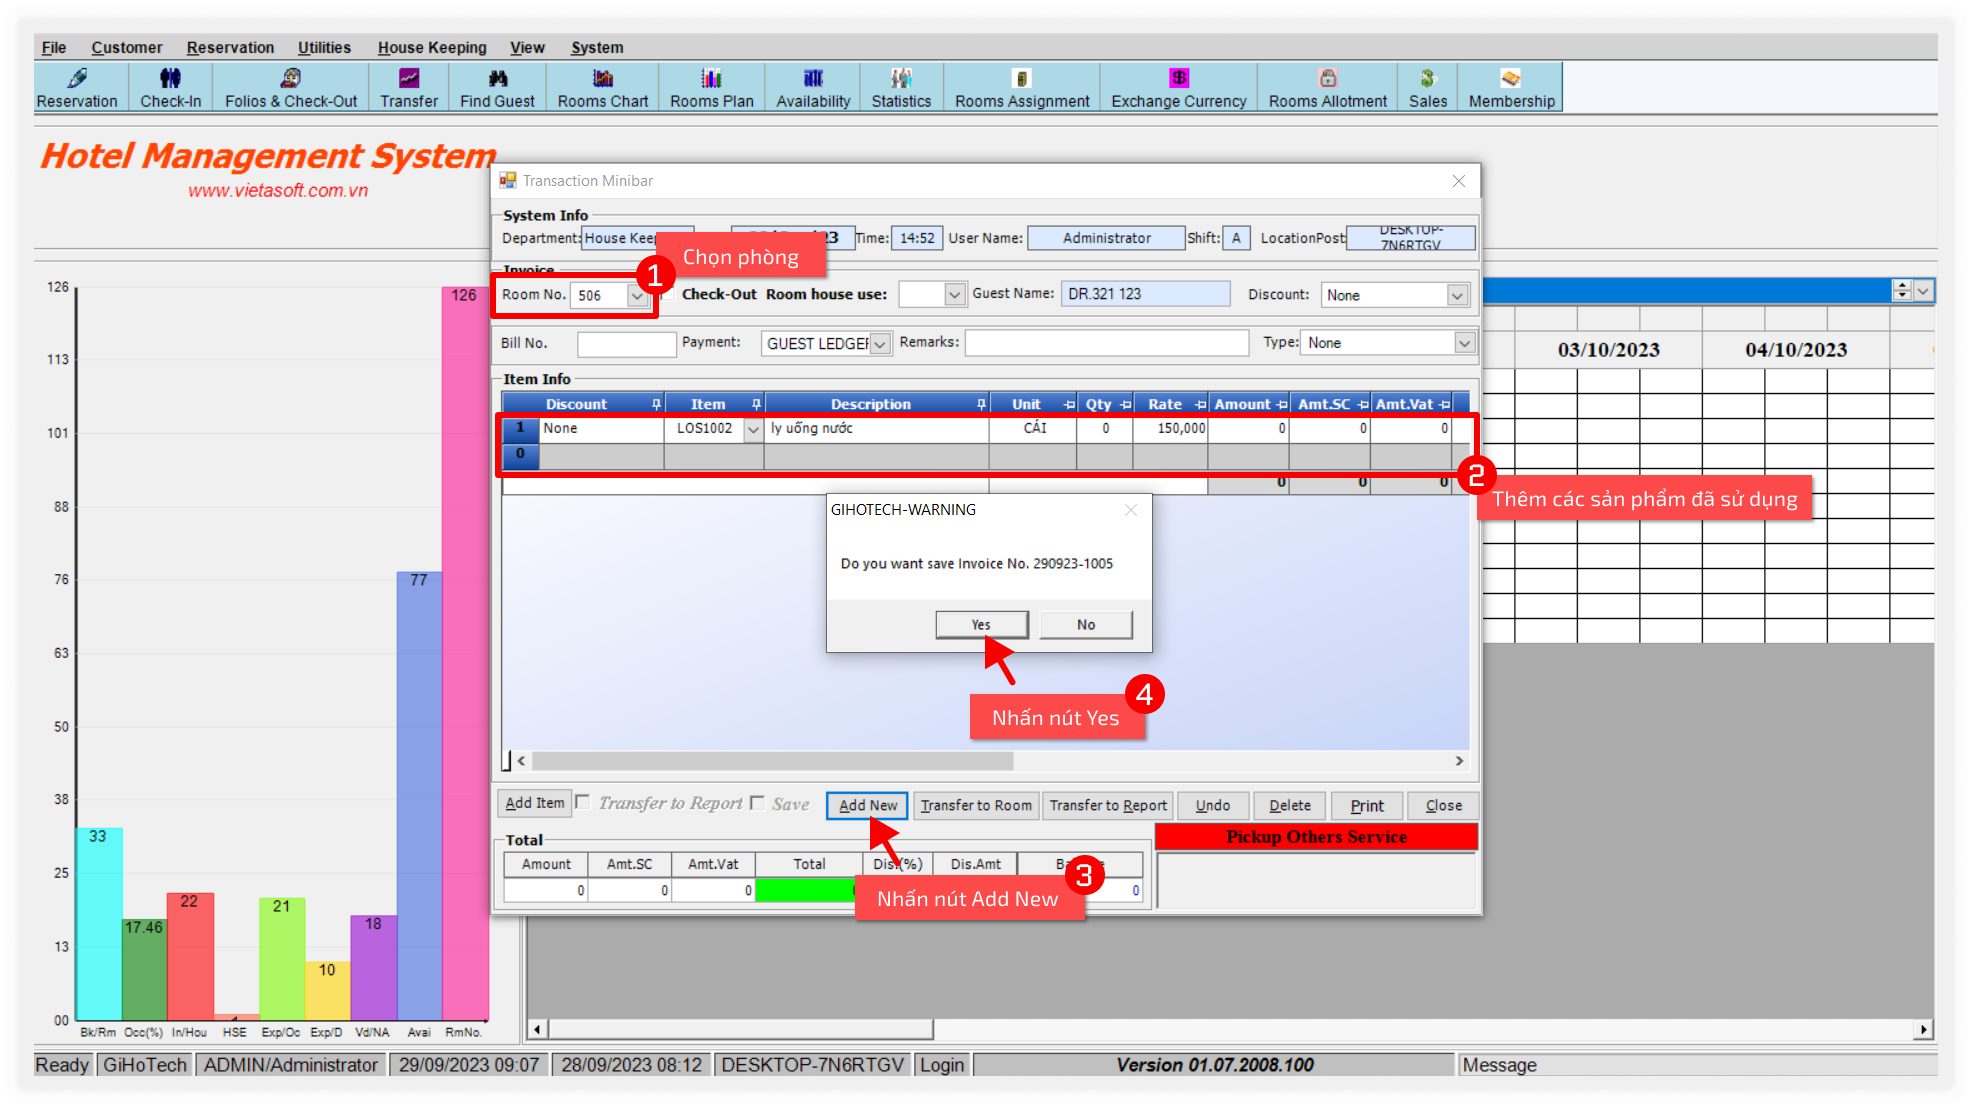 File Customer Reservation Utilities House Keeping View System
Reservation Check-In Folios & Check-Out Transfer Find Guest Rooms Chart Rooms Plan Availability Statistics Rooms Assignment Exchange Currency Rooms Allotment Sales Membership
Hotel Management System
www.vietasoft.com.vn
Transaction Minibar
System Info
Department: House Time: 14:52 User Name: Administrator Shift: A LocationPost: DESKTOP-7N6RTGV
1 Chọn phòng
Invoice
Room No. 506 Check-Out Room house use: Guest Name: DR.321 123 Discount: None
Bill No. Payment: GUEST LEDGER Remarks: Type: None
Item Info
Discount Item Description Unit Qty Rate Amount Amt.SC Amt.Vat
1 None LOS1002 ly uống nước CÁI 0 150,000 0 0 0
0
0 0 0
2 Thêm các sản phẩm đã sử dụng
GIHOTECH-WARNING
Do you want save Invoice No. 290923-1005
Yes No
4 Nhấn nút Yes
Add Item Transfer to Report Save Add New Transfer to Room Transfer to Report Undo Delete Print Close
Total
Pickup Others Service
Amount Amt.SC Amt.Vat Total Dis.(%) Dis.Amt
0 0 0 0
3 Nhấn nút Add New
03/10/2023 04/10/2023
126
113
101
88
76
63
50
38
25
13
00
33 17.46 22 21 10 18 77 126
Bk/Rm Occ(%) In/Hou HSE Exp/Oc Exp/D Vd/NA Avai RmNo.
Ready GiHoTech ADMIN/Administrator 29/09/2023 09:07 28/09/2023 08:12 DESKTOP-7N6RTGV Login Version 01.07.2008.100 Message